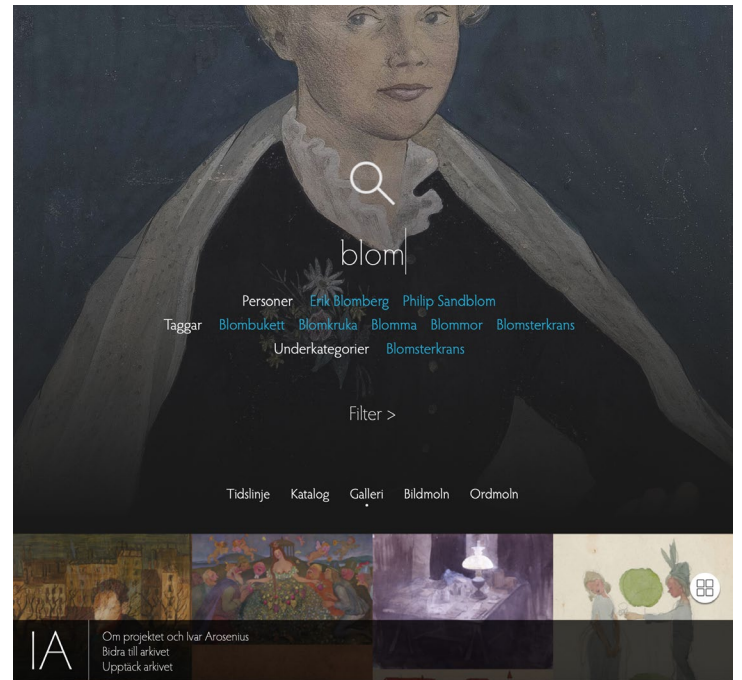 blom
Personer Erik Blomberg Philip Sandblom
Taggar Blombukett Blomkruka Blomma Blommor Blomsterkrans
Underkategorier Blomsterkrans
Filter >
Tidslinje Katalog Galleri Bildmoln Ordmoln
IA
Om projektet och Ivar Arosenius
Bidra till arkivet
Upptäck arkivet